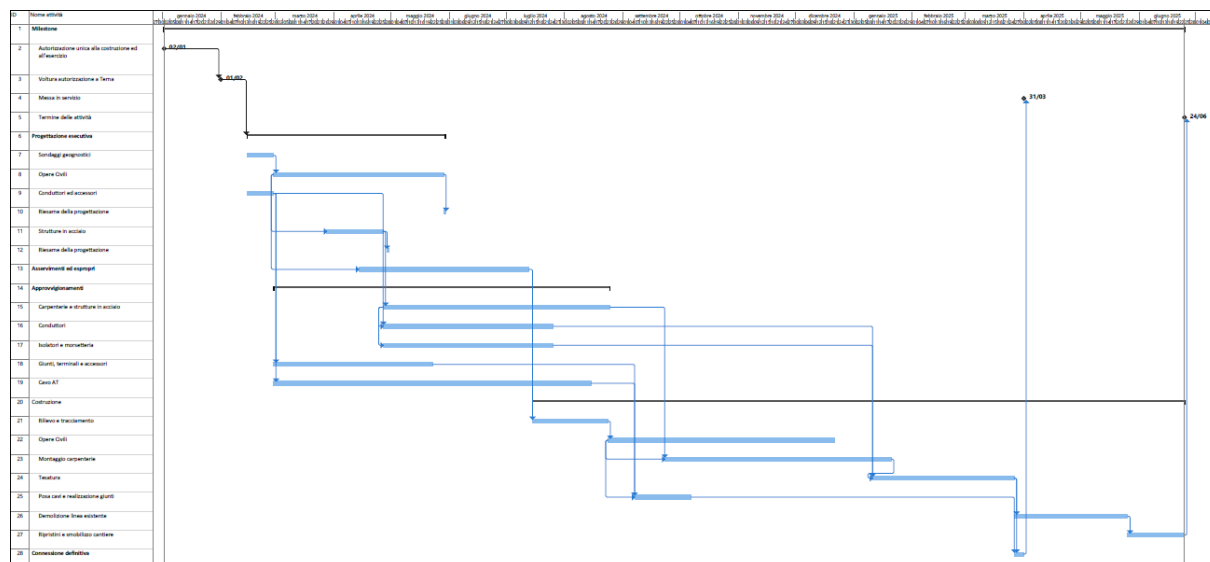 ID Nome attività gennaio 2024 febbraio 2024 marzo 2024 aprile 2024 maggio 2024 giugno 2024 luglio 2024 agosto 2024 settembre 2024 ottobre 2024 novembre 2024 dicembre 2024 gennaio 2025 febbraio 2025 marzo 2025 aprile 2025 maggio 2025 giugno 2025
1 Milestone
2 Autorizzazione unica alla costruzione ed 02/01
all'esercizio
3 Voltura autorizzazione a Terna 01/02
4 Messa in servizio 31/03
5 Termine delle attività 24/06
6 Progettazione esecutiva
7 Sondaggi geognostici
8 Opere Civili
9 Conduttori ed accessori
10 Riesame della progettazione
11 Strutture in acciaio
12 Riesame della progettazione
13 Asservimenti ed espropri
14 Approvvigionamenti
15 Carpenterie e strutture in acciaio
16 Conduttori
17 Isolatori e morsetteria
18 Giunti, terminali e accessori
19 Cavo AT
20 Costruzione
21 Rilievo e tracciamento
22 Opere Civili
23 Montaggio carpenterie
24 Tesatura
25 Posa cavi e realizzazione giunti
26 Demolizione linea esistente
27 Ripristini e smobilizzo cantiere
28 Connessione definitiva